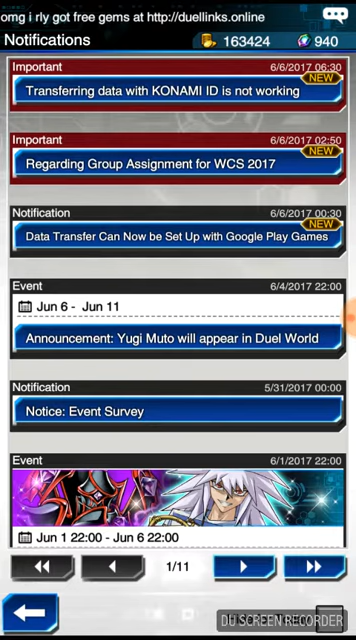 omg i rly got free gems at http://duellinks.online
Notifications
163424
940
Important
6/6/2017 06:30
NEW
Transferring data with KONAMI ID is not working
Important
6/6/2017 02:50
NEW
Regarding Group Assignment for WCS 2017
Notification
6/6/2017 00:30
NEW
Data Transfer Can Now be Set Up with Google Play Games
Event
6/4/2017 22:00
Jun 6 - Jun 11
Announcement: Yugi Muto will appear in Duel World
Notification
5/31/2017 00:00
Notice: Event Survey
Event
6/1/2017 22:00
Jun 1 22:00 - Jun 6 22:00
1/11
DU SCREEN RECORDER